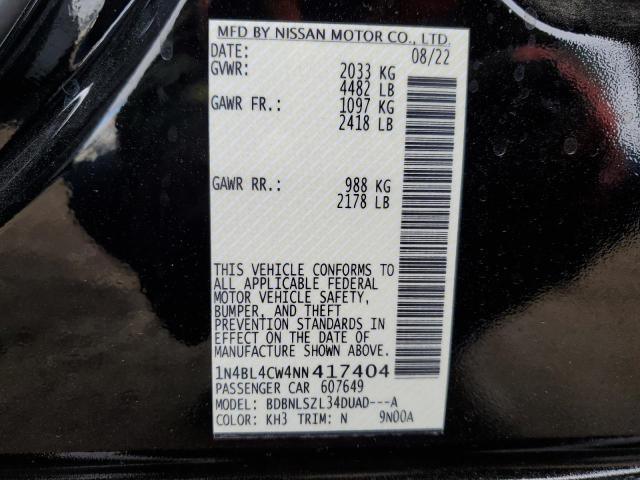 MFD BY NISSAN MOTOR CO., LTD.
DATE: 08/22
GVWR: 2033 KG
4482 LB
GAWR FR.: 1097 KG
2418 LB
GAWR RR.: 988 KG
2178 LB
THIS VEHICLE CONFORMS TO
ALL APPLICABLE FEDERAL
MOTOR VEHICLE SAFETY,
BUMPER, AND THEFT
PREVENTION STANDARDS IN
EFFECT ON THE DATE OF
MANUFACTURE SHOWN ABOVE.
1N4BL4CW4NN417404
PASSENGER CAR 607649
MODEL: BDBNLSZL34DUAD---A
COLOR: KH3 TRIM: N 9N00A